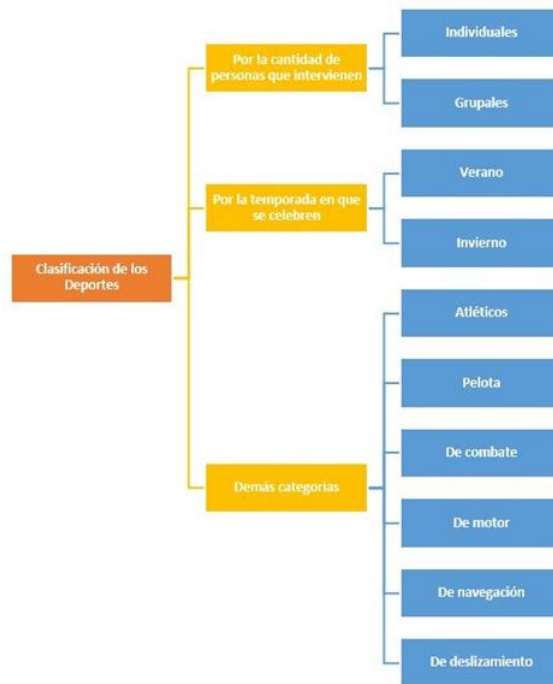 Clasificación de los
Deportes
Por la cantidad de
personas que intervienen
Individuales
Grupales
Por la temporada en que
se celebren
Verano
Invierno
Demás categorías
Atléticos
Pelota
De combate
De motor
De navegación
De deslizamiento